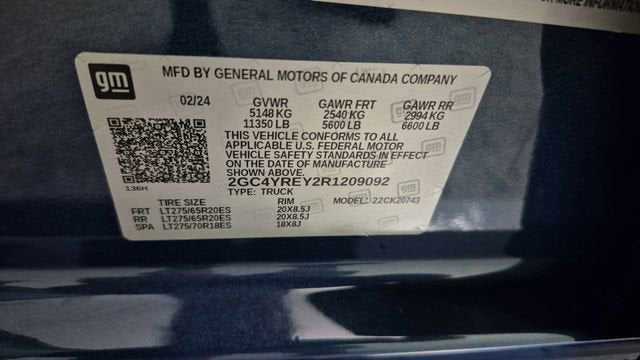 MORE INFORMATION
gm
MFD BY GENERAL MOTORS OF CANADA COMPANY
02/24 GVWR GAWR FRT GAWR RR
5148 KG 2540 KG 2994 KG
11350 LB 5600 LB 6600 LB
THIS VEHICLE CONFORMS TO ALL
APPLICABLE U.S. FEDERAL MOTOR
VEHICLE SAFETY STANDARDS IN EFFECT
ON THE DATE OF MANUFACTURE
SHOWN ABOVE.
2GC4YREY2R1209092
136H
TYPE: TRUCK MODEL: 22CK20743
TIRE SIZE RIM
FRT LT275/65R20ES 20X8.5J
RR LT275/65R20ES 20X8.5J
SPA LT275/70R18ES 18X8J